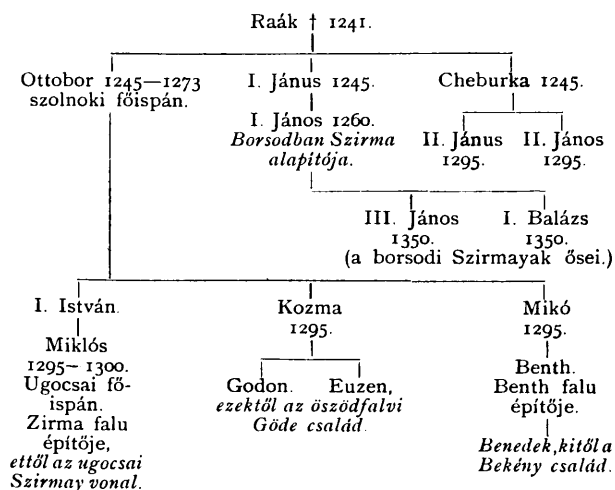 Raák † 1241.
Ottobor 1245—1273
szolnoki főispán.
I. Jánus 1245.
Cheburka 1245.
I. János 1260.
Borsodban Szirma
alapítója.
II. Jánus
1295.
II. János
1295.
III. János
1350.
I. Balázs
1350.
(a borsodi Szirmayak ősei.)
I. István.
Kozma
1295.
Mikó
1295.
Miklós
1295— 1300.
Ugocsai fő-
ispán.
Zirma falu
építője,
ettől az ugocsai
Szirmay vonal.
Godon.
Euzen,
ezektől az öszödfalvi
Göde család.
Benth.
Benth falu
építője.
Benedek, kitől a
Bekény család.